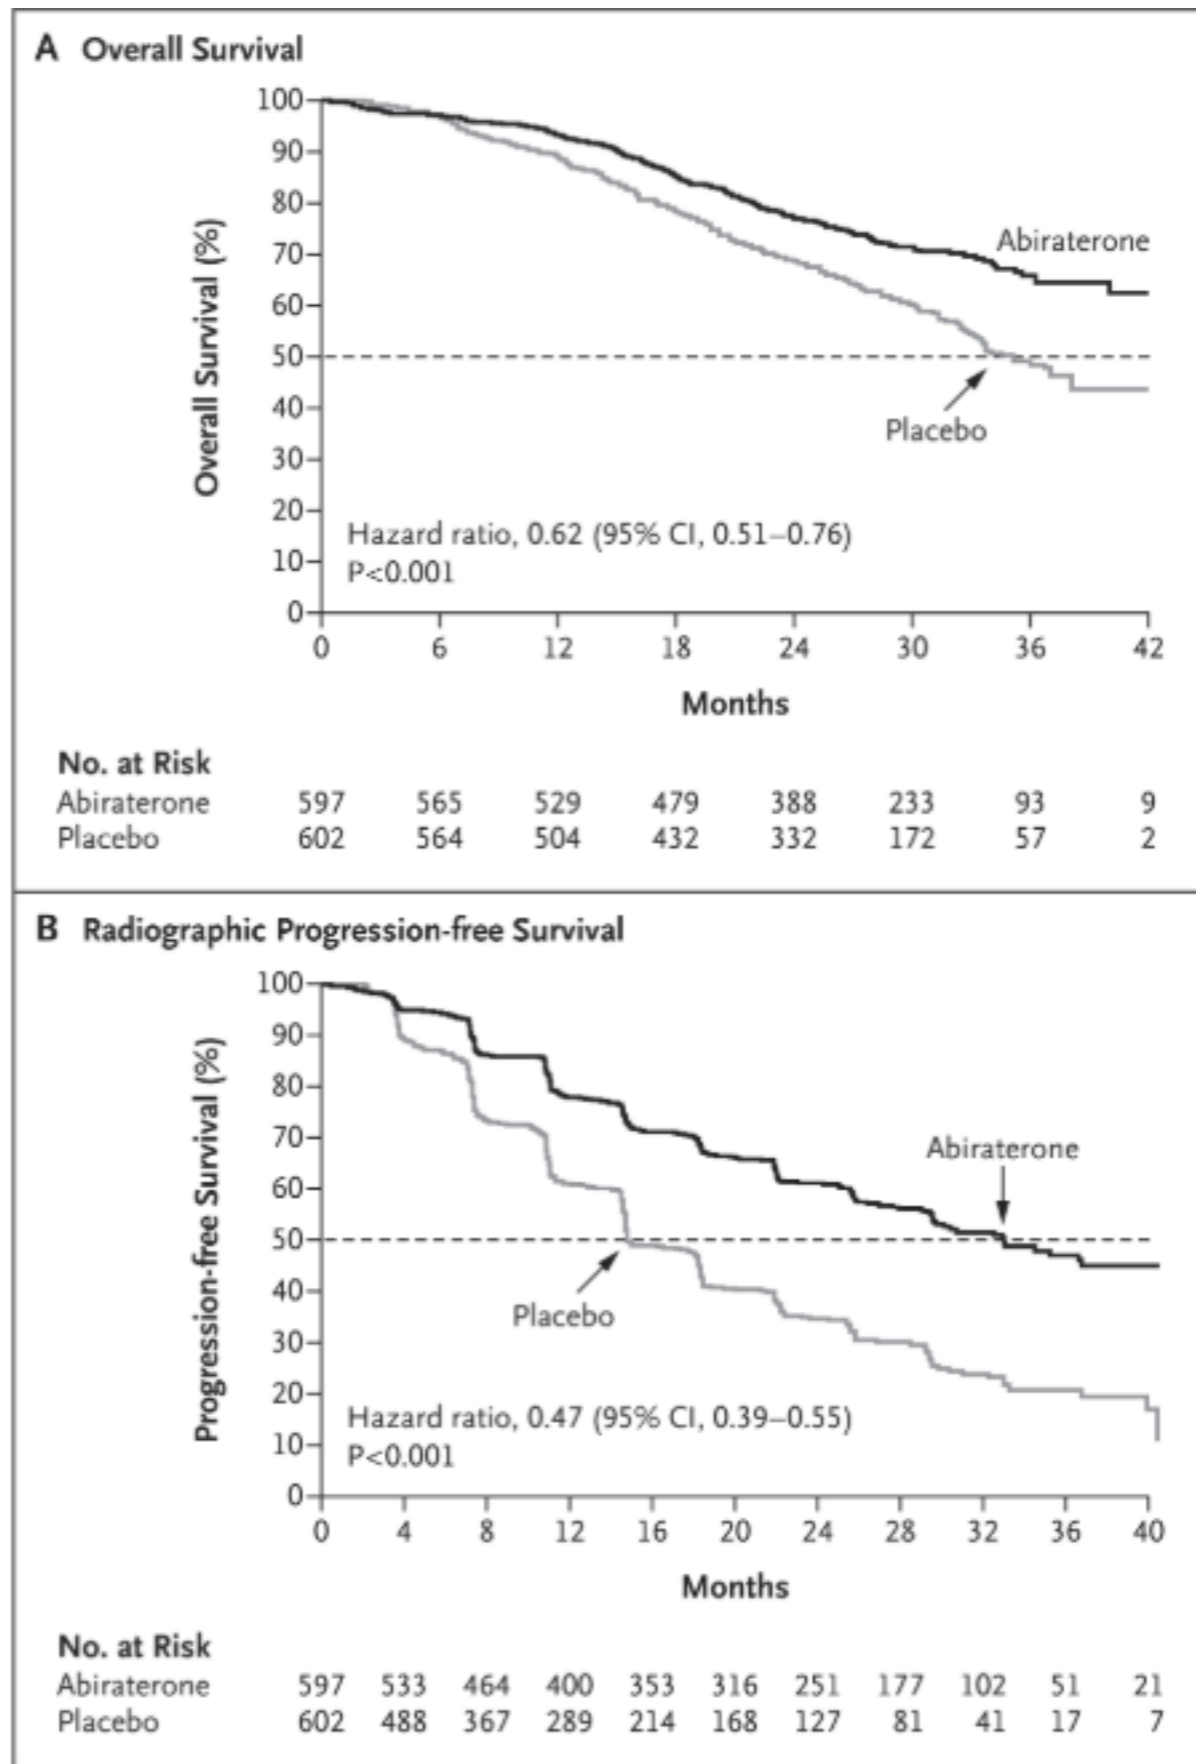 A Overall Survival
100
90
80
70
60
50
40
30
20
10
0
Overall Survival (%)
Abiraterone
Placebo
Hazard ratio, 0.62 (95% CI, 0.51–0.76)
P<0.001
0 6 12 18 24 30 36 42
Months
No. at Risk
Abiraterone 597 565 529 479 388 233 93 9
Placebo 602 564 504 432 332 172 57 2
B Radiographic Progression-free Survival
100
90
80
70
60
50
40
30
20
10
0
Progression-free Survival (%)
Abiraterone
Placebo
Hazard ratio, 0.47 (95% CI, 0.39–0.55)
P<0.001
0 4 8 12 16 20 24 28 32 36 40
Months
No. at Risk
Abiraterone 597 533 464 400 353 316 251 177 102 51 21
Placebo 602 488 367 289 214 168 127 81 41 17 7